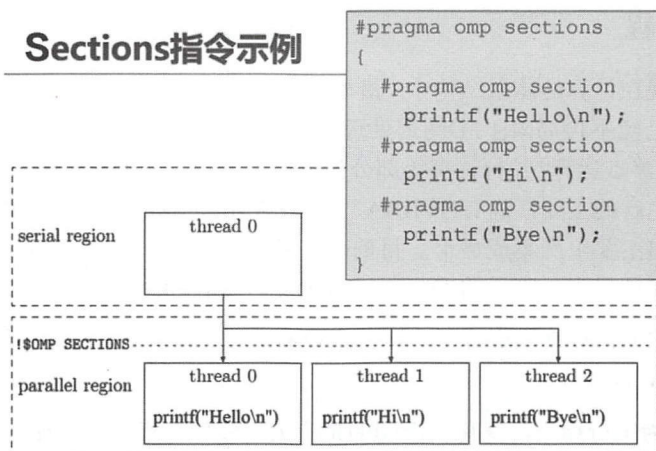 Sections指令示例
#pragma omp sections
{
#pragma omp section
printf("Hello\n");
#pragma omp section
printf("Hi\n");
#pragma omp section
printf("Bye\n");
}
serial region
thread 0
!$OMP SECTIONS
parallel region
thread 0
printf("Hello\n")
thread 1
printf("Hi\n")
thread 2
printf("Bye\n")